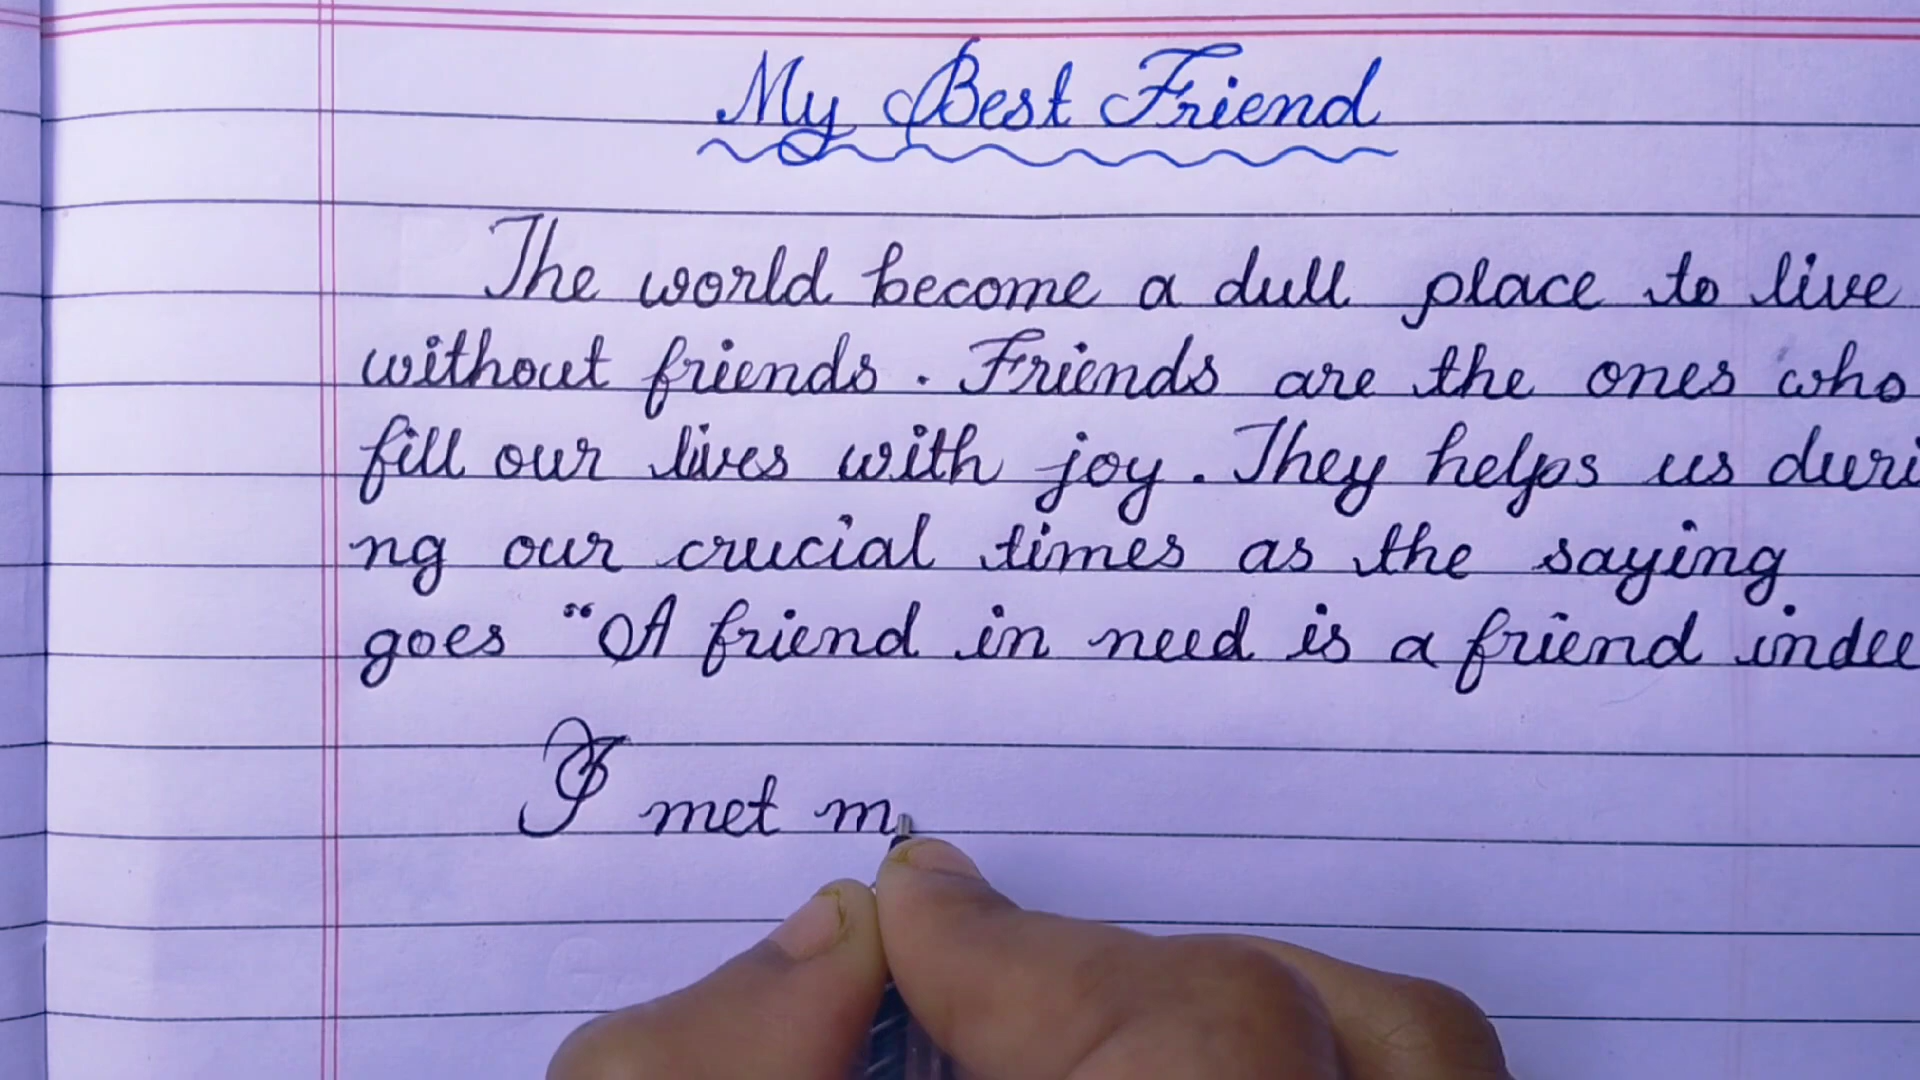 My Best Friend
The world become a dull place to live
without friends. Friends are the ones who
fill our lives with joy. They helps us duri
ng our crucial times as the saying
goes “A friend in need is a friend indee
I met m